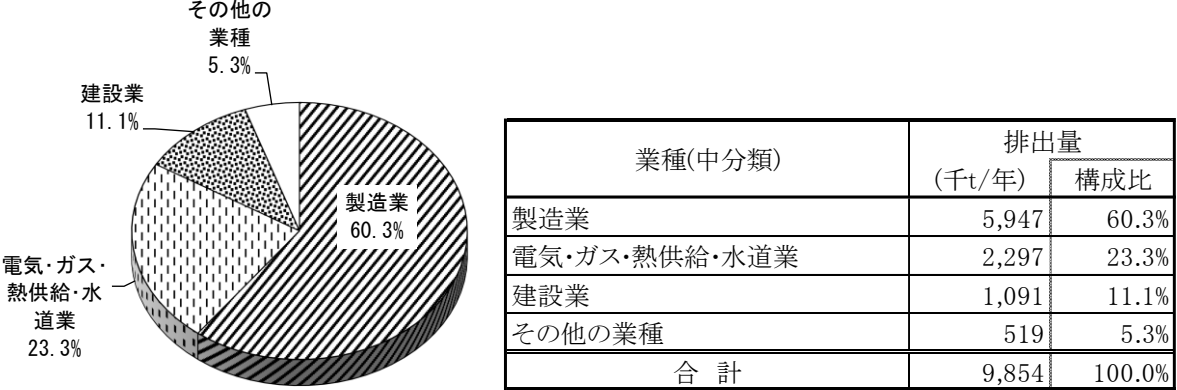 その他の
業種
5.3%
建設業
11.1%
製造業
60.3%
電気･ガス･
熱供給･水
道業
23.3%
業種(中分類) 排出量
(千t/年) 構成比
製造業 5,947 60.3%
電気･ガス･熱供給･水道業 2,297 23.3%
建設業 1,091 11.1%
その他の業種 519 5.3%
合 計 9,854 100.0%